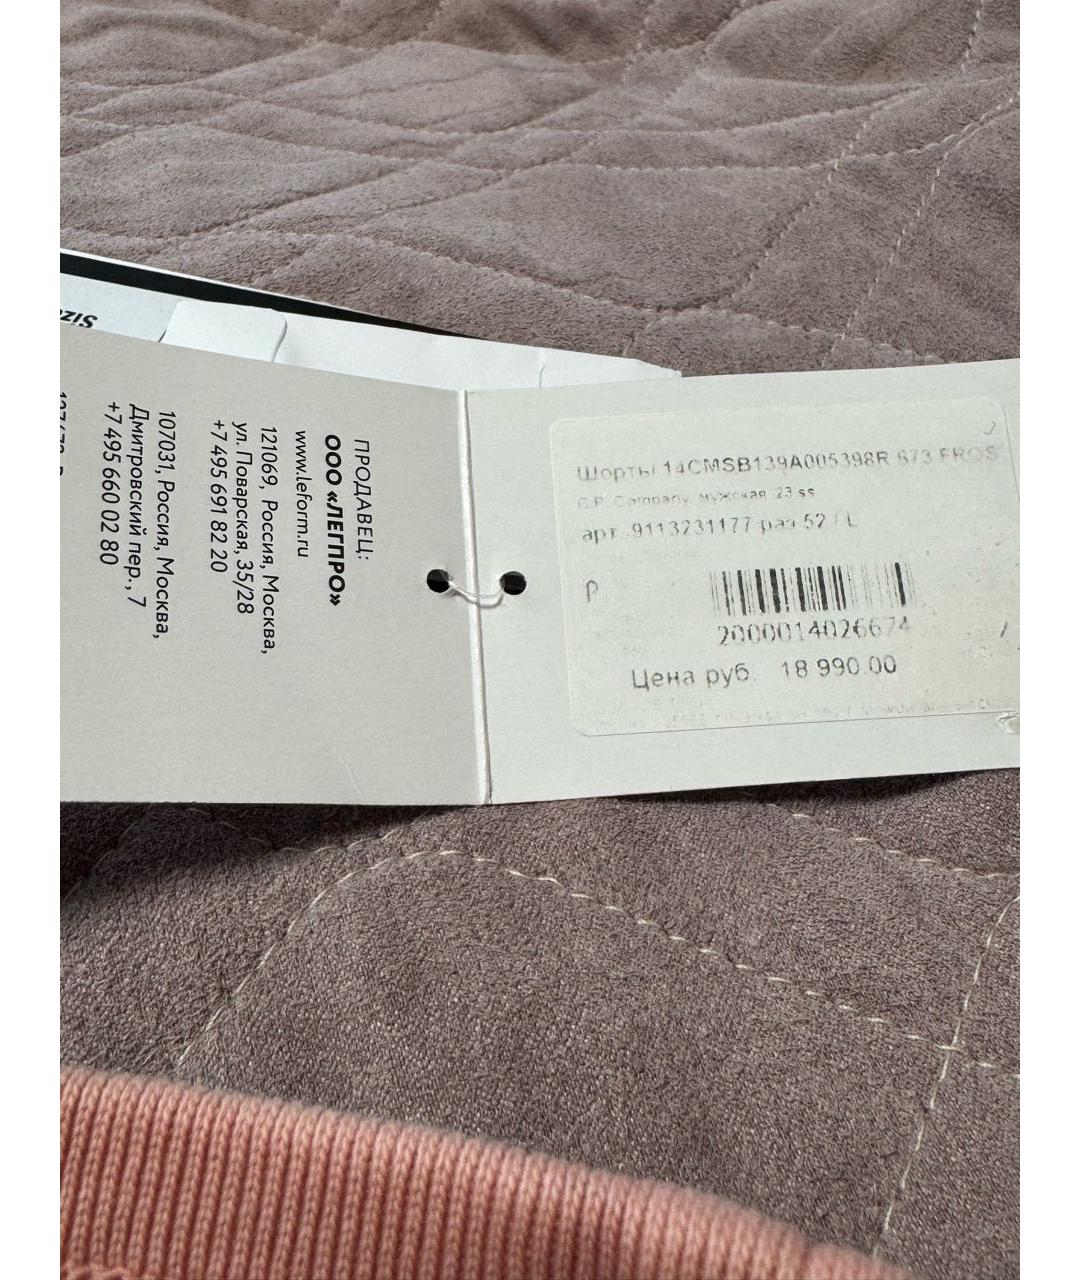 Size
ПРОДАВЕЦ:
ООО «ЛЕГПРО»
www.leform.ru
121069, Россия, Москва,
ул. Поварская, 35/28
+7 495 691 82 20
107031, Россия, Москва,
Дмитровский пер., 7
+7 495 660 02 80
Шорты 14CMSB139A005398R 673 FROS
C.P. Company мужская 23 ss
арт. 9113231177 раз 52 / L
2000014026674
Цена руб. 18 990.00